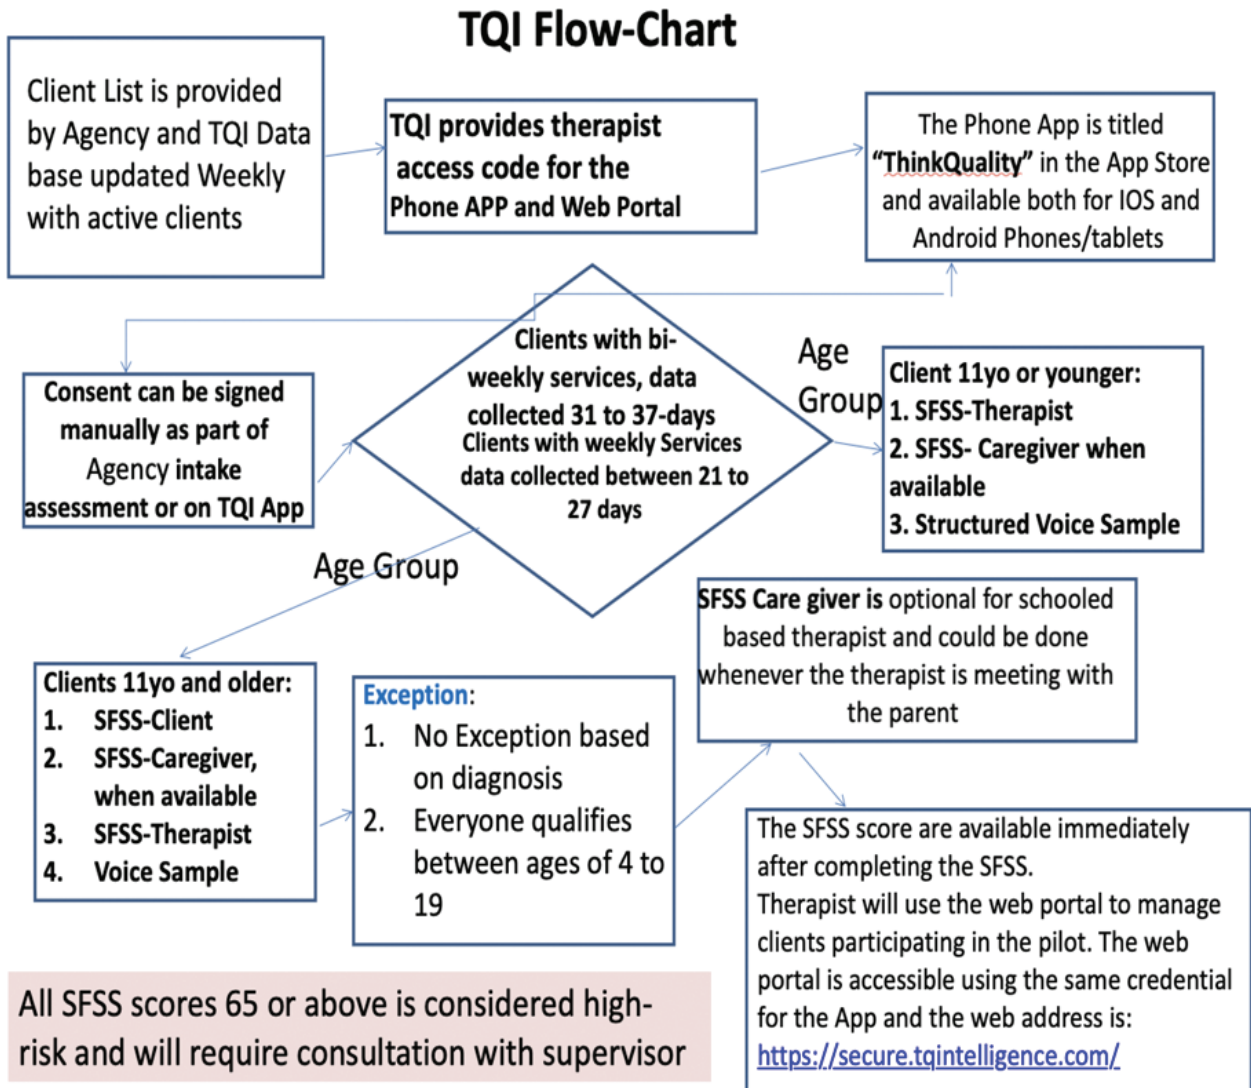 TQI Flow-Chart
Client List is provided
by Agency and TQI Data
base updated Weekly
with active clients
TQI provides therapist
access code for the
Phone APP and Web Portal
The Phone App is titled
“ThinkQuality” in the App Store
and available both for IOS and
Android Phones/tablets
Consent can be signed
manually as part of
Agency intake
assessment or on TQI App
Clients with bi-
weekly services, data
collected 31 to 37-days
Clients with weekly Services
data collected between 21 to
27 days
Age
Group
Client 11yo or younger:
1. SFSS-Therapist
2. SFSS- Caregiver when
available
3. Structured Voice Sample
Age Group
Clients 11yo and older:
1. SFSS-Client
2. SFSS-Caregiver,
when available
3. SFSS-Therapist
4. Voice Sample
Exception:
1. No Exception based
on diagnosis
2. Everyone qualifies
between ages of 4 to
19
SFSS Care giver is optional for schooled
based therapist and could be done
whenever the therapist is meeting with
the parent
The SFSS score are available immediately
after completing the SFSS.
Therapist will use the web portal to manage
clients participating in the pilot. The web
portal is accessible using the same credential
for the App and the web address is:
https://secure.tqintelligence.com/
All SFSS scores 65 or above is considered high-
risk and will require consultation with supervisor